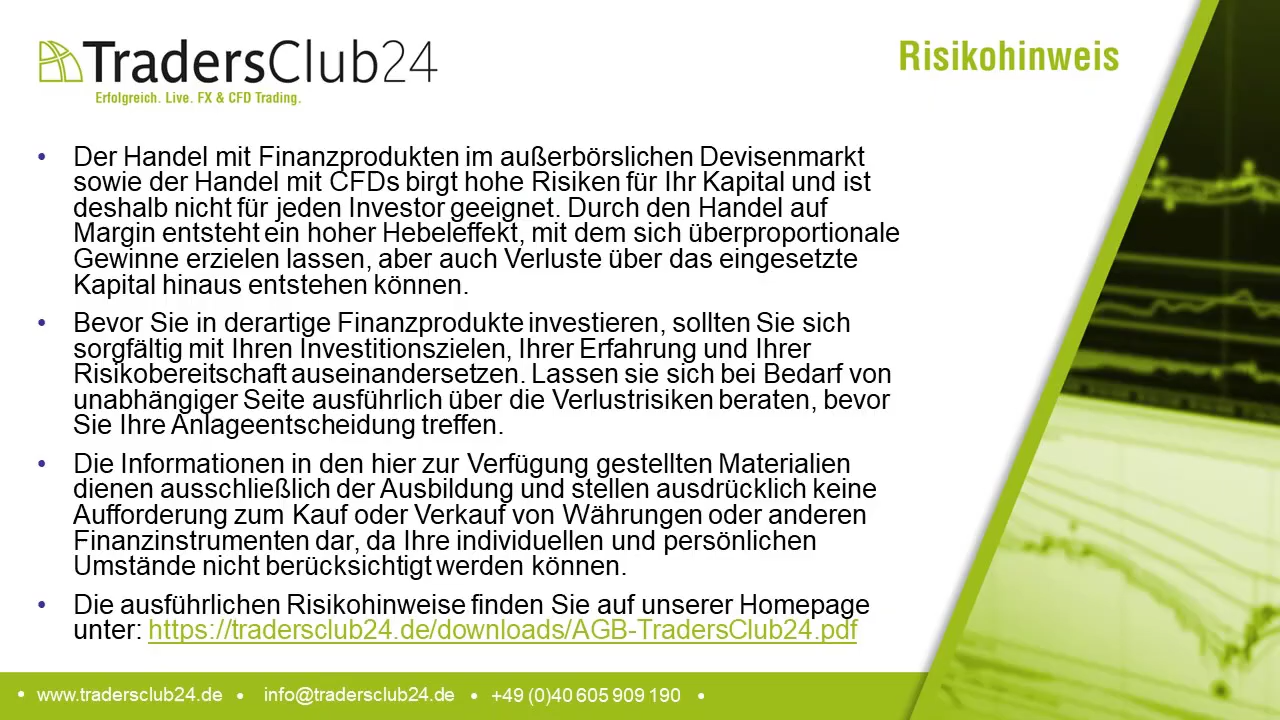 TradersClub24
Erfolgreich. Live. FX & CFD Trading.
Risikohinweis
• Der Handel mit Finanzprodukten im außerbörslichen Devisenmarkt
sowie der Handel mit CFDs birgt hohe Risiken für Ihr Kapital und ist
deshalb nicht für jeden Investor geeignet. Durch den Handel auf
Margin entsteht ein hoher Hebeleffekt, mit dem sich überproportionale
Gewinne erzielen lassen, aber auch Verluste über das eingesetzte
Kapital hinaus entstehen können.
• Bevor Sie in derartige Finanzprodukte investieren, sollten Sie sich
sorgfältig mit Ihren Investitionszielen, Ihrer Erfahrung und Ihrer
Risikobereitschaft auseinandersetzen. Lassen sie sich bei Bedarf von
unabhängiger Seite ausführlich über die Verlustrisiken beraten, bevor
Sie Ihre Anlageentscheidung treffen.
• Die Informationen in den hier zur Verfügung gestellten Materialien
dienen ausschließlich der Ausbildung und stellen ausdrücklich keine
Aufforderung zum Kauf oder Verkauf von Währungen oder anderen
Finanzinstrumenten dar, da Ihre individuellen und persönlichen
Umstände nicht berücksichtigt werden können.
• Die ausführlichen Risikohinweise finden Sie auf unserer Homepage
unter: https://tradersclub24.de/downloads/AGB-TradersClub24.pdf
• www.tradersclub24.de • info@tradersclub24.de • +49 (0)40 605 909 190 •